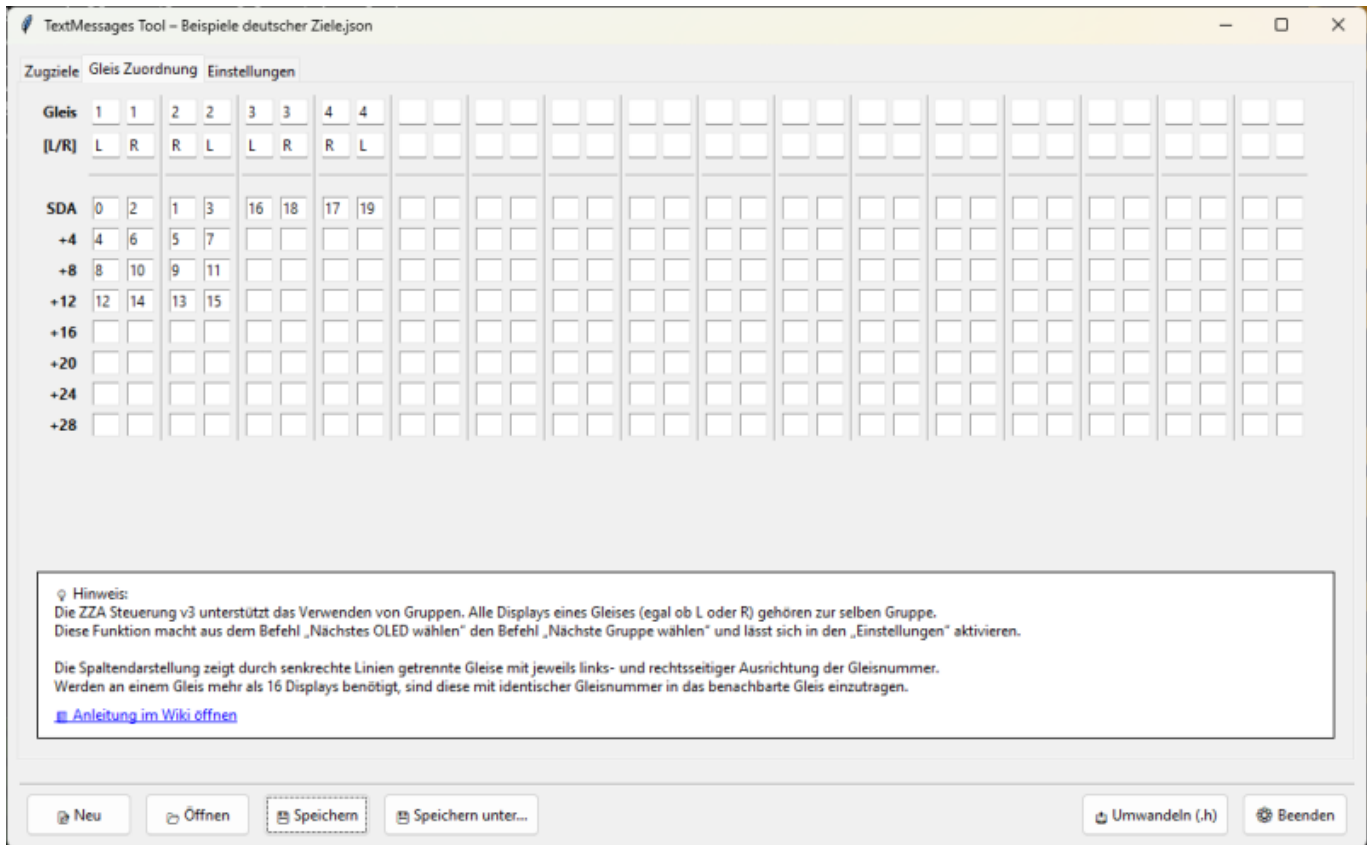 TextMessages Tool – Beispiele deutscher Ziele.json
Zugziele Gleis Zuordnung Einstellungen
Gleis 1 1 2 2 3 3 4 4
[L/R] L R R L L R R L
SDA 0 2 1 3 16 18 17 19
+4 4 6 5 7
+8 8 10 9 11
+12 12 14 13 15
+16
+20
+24
+28
Hinweis:
Die ZZA Steuerung v3 unterstützt das Verwenden von Gruppen. Alle Displays eines Gleises (egal ob L oder R) gehören zur selben Gruppe.
Diese Funktion macht aus dem Befehl „Nächstes OLED wählen" den Befehl „Nächste Gruppe wählen" und lässt sich in den „Einstellungen" aktivieren.
Die Spaltendarstellung zeigt durch senkrechte Linien getrennte Gleise mit jeweils links- und rechtsseitiger Ausrichtung der Gleisnummer.
Werden an einem Gleis mehr als 16 Displays benötigt, sind diese mit identischer Gleisnummer in das benachbarte Gleis einzutragen.
Anleitung im Wiki öffnen
Neu Öffnen Speichern Speichern unter... Umwandeln (.h) Beenden